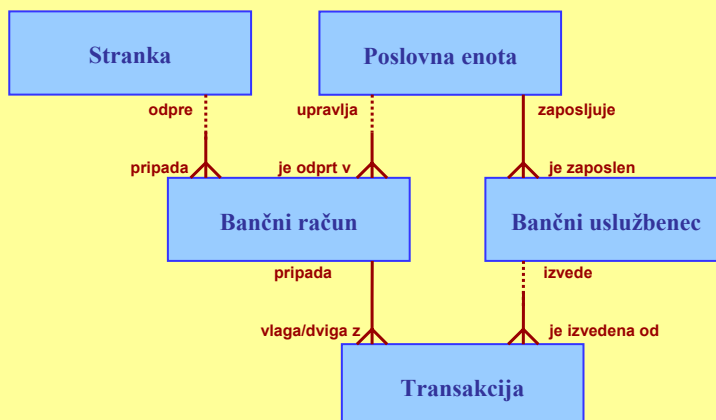 Stranka
Poslovna enota
odpre
upravlja
zaposljuje
pripada
je odprt v
je zaposlen
Bančni račun
Bančni uslužbenec
pripada
izvede
vlaga/dviga z
je izvedena od
Transakcija